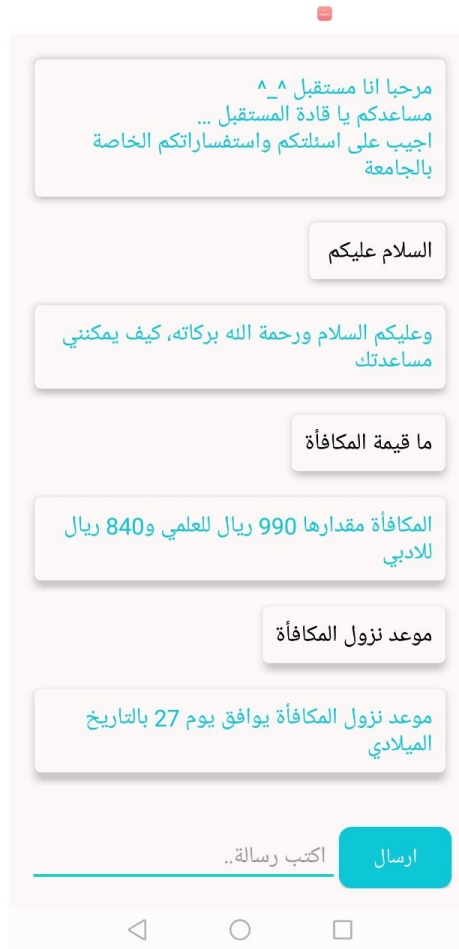 مرحبا انا مستقبل ^_^
مساعدكم يا قادة المستقبل ...
اجيب على اسئلتكم واستفساراتكم الخاصة
بالجامعة
السلام عليكم
وعليكم السلام ورحمة الله بركاته، كيف يمكنني
مساعدتك
ما قيمة المكافأة
المكافأة مقدارها 990 ريال للعلمي و840 ريال
للادبي
موعد نزول المكافأة
موعد نزول المكافأة يوافق يوم 27 بالتاريخ
الميلادي
اكتب رسالة..
ارسال